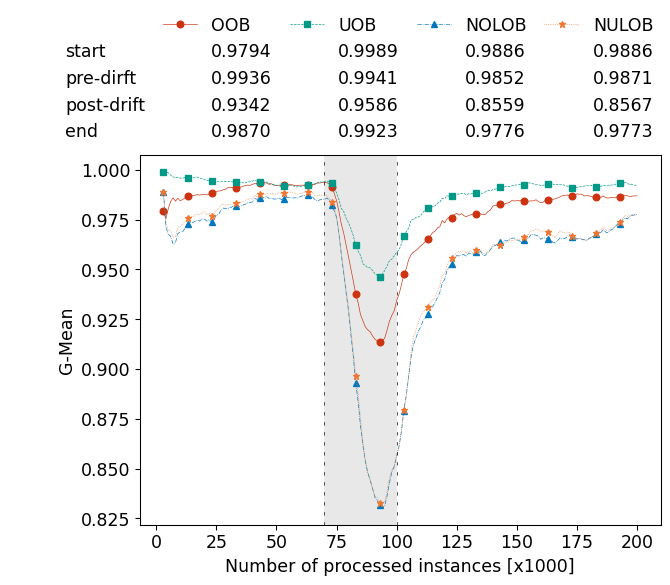 OOB UOB NOLOB NULOB
start 0.9794 0.9989 0.9886 0.9886
pre-dirft 0.9936 0.9941 0.9852 0.9871
post-drift 0.9342 0.9586 0.8559 0.8567
end 0.9870 0.9923 0.9776 0.9773
1.000
0.975
0.950
0.925
0.900
0.875
0.850
0.825
G-Mean
0 25 50 75 100 125 150 175 200
Number of processed instances [x1000]